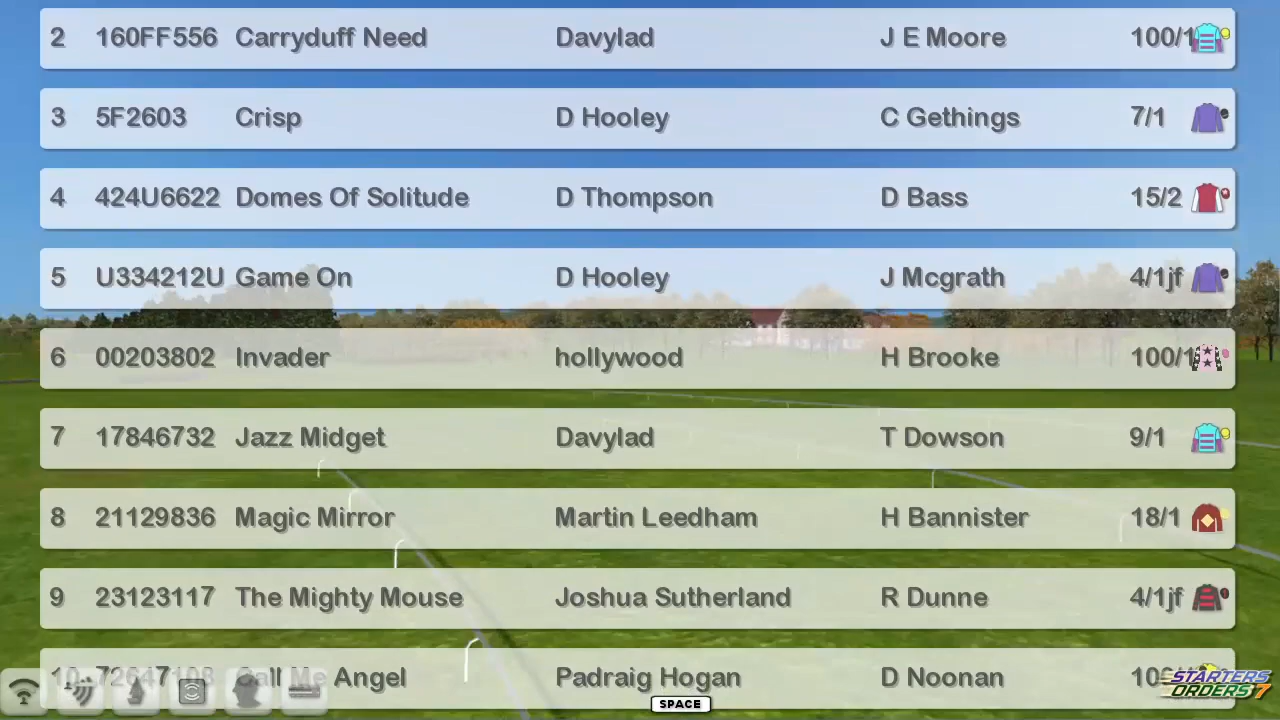 2 160FF556 Carryduff Need Davylad J E Moore 100/1
3 5F2603 Crisp D Hooley C Gethings 7/1
4 424U6622 Domes Of Solitude D Thompson D Bass 15/2
5 U334212U Game On D Hooley J Mcgrath 4/1jf
6 00203802 Invader hollywood H Brooke 100/1
7 17846732 Jazz Midget Davylad T Dowson 9/1
8 21129836 Magic Mirror Martin Leedham H Bannister 18/1
9 23123117 The Mighty Mouse Joshua Sutherland R Dunne 4/1jf
10 Call Me Angel Padraig Hogan D Noonan
STARTERS
ORDERS 7
SPACE